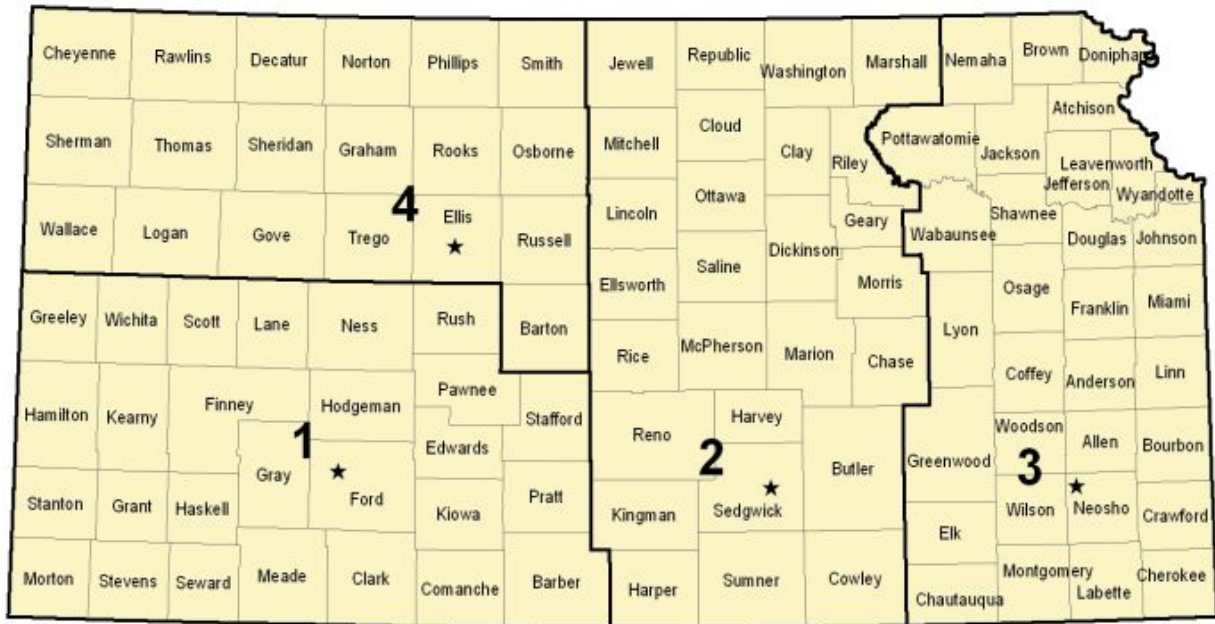 Cheyenne Rawlins Decatur Norton Phillips Smith Jewell Republic Washington Marshall Nemaha Brown Doniphan
Atchison
Sherman Thomas Sheridan Graham Rooks Osborne Mitchell Cloud Clay Riley Pottawatomie Jackson Leavenworth
Jefferson Wyandotte
4
Wallace Logan Gove Trego Ellis Russell Lincoln Ottawa Geary Wabaunsee Shawnee Douglas Johnson
Dickinson
Ellsworth Saline Morris Osage Franklin Miami
Greeley Wichita Scott Lane Ness Rush Barton Rice McPherson Marion Chase Lyon
Coffey Anderson Linn
Hamilton Kearny Finney Hodgeman Pawnee Stafford Reno Harvey Woodson Allen Bourbon
1 2 3
Gray Edwards Butler Greenwood
Stanton Grant Haskell Ford Kiowa Pratt Kingman Sedgwick Wilson Neosho Crawford
Elk
Morton Stevens Seward Meade Clark Comanche Barber Harper Sumner Cowley Chautauqua Montgomery Labette Cherokee